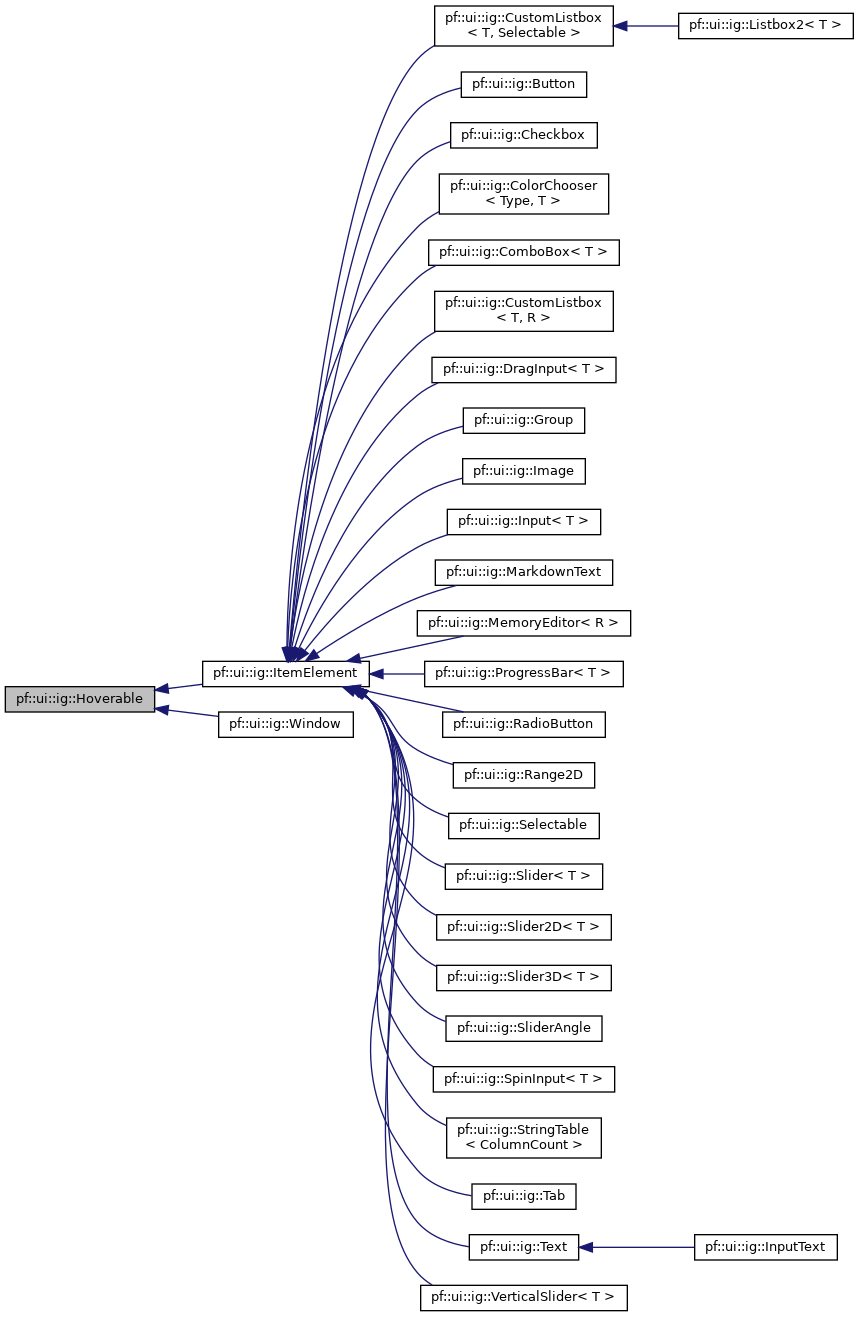 pf::ui::ig::CustomListbox
< T, Selectable >
pf::ui::ig::Listbox2< T >
pf::ui::ig::Button
pf::ui::ig::Checkbox
pf::ui::ig::ColorChooser
< Type, T >
pf::ui::ig::ComboBox< T >
pf::ui::ig::CustomListbox
< T, R >
pf::ui::ig::DragInput< T >
pf::ui::ig::Group
pf::ui::ig::Image
pf::ui::ig::Input< T >
pf::ui::ig::MarkdownText
pf::ui::ig::MemoryEditor< R >
pf::ui::ig::ItemElement
pf::ui::ig::ProgressBar< T >
pf::ui::ig::Hoverable
pf::ui::ig::Window
pf::ui::ig::RadioButton
pf::ui::ig::Range2D
pf::ui::ig::Selectable
pf::ui::ig::Slider< T >
pf::ui::ig::Slider2D< T >
pf::ui::ig::Slider3D< T >
pf::ui::ig::SliderAngle
pf::ui::ig::SpinInput< T >
pf::ui::ig::StringTable
< ColumnCount >
pf::ui::ig::Tab
pf::ui::ig::Text
pf::ui::ig::InputText
pf::ui::ig::VerticalSlider< T >